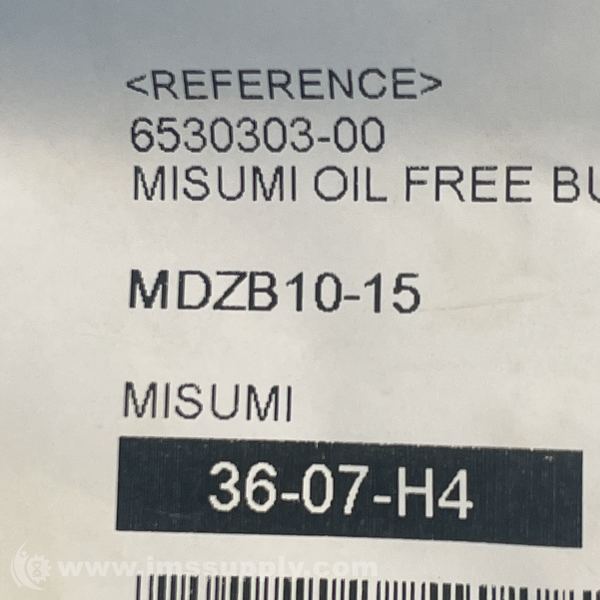 <REFERENCE>
6530303-00
MISUMI OIL FREE BU
MDZB10-15
MISUMI
36-07-H4
www.imssupply.com